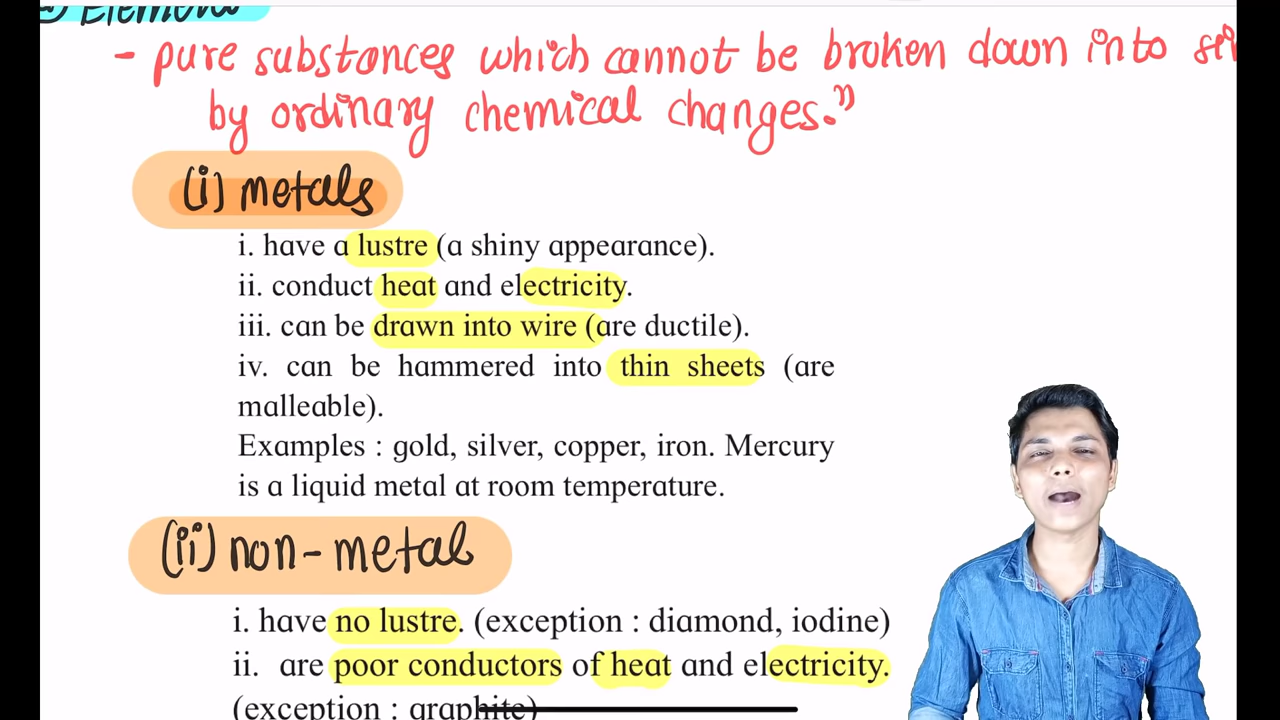 Element
- pure substances which cannot be broken down into
by ordinary chemical changes.”
(i) metals
i. have a lustre (a shiny appearance).
ii. conduct heat and electricity.
iii. can be drawn into wire (are ductile).
iv. can be hammered into thin sheets (are
malleable).
Examples : gold, silver, copper, iron. Mercury
is a liquid metal at room temperature.
(ii) non-metal
i. have no lustre. (exception : diamond, iodine)
ii. are poor conductors of heat and electricity.
(exception : graphite)